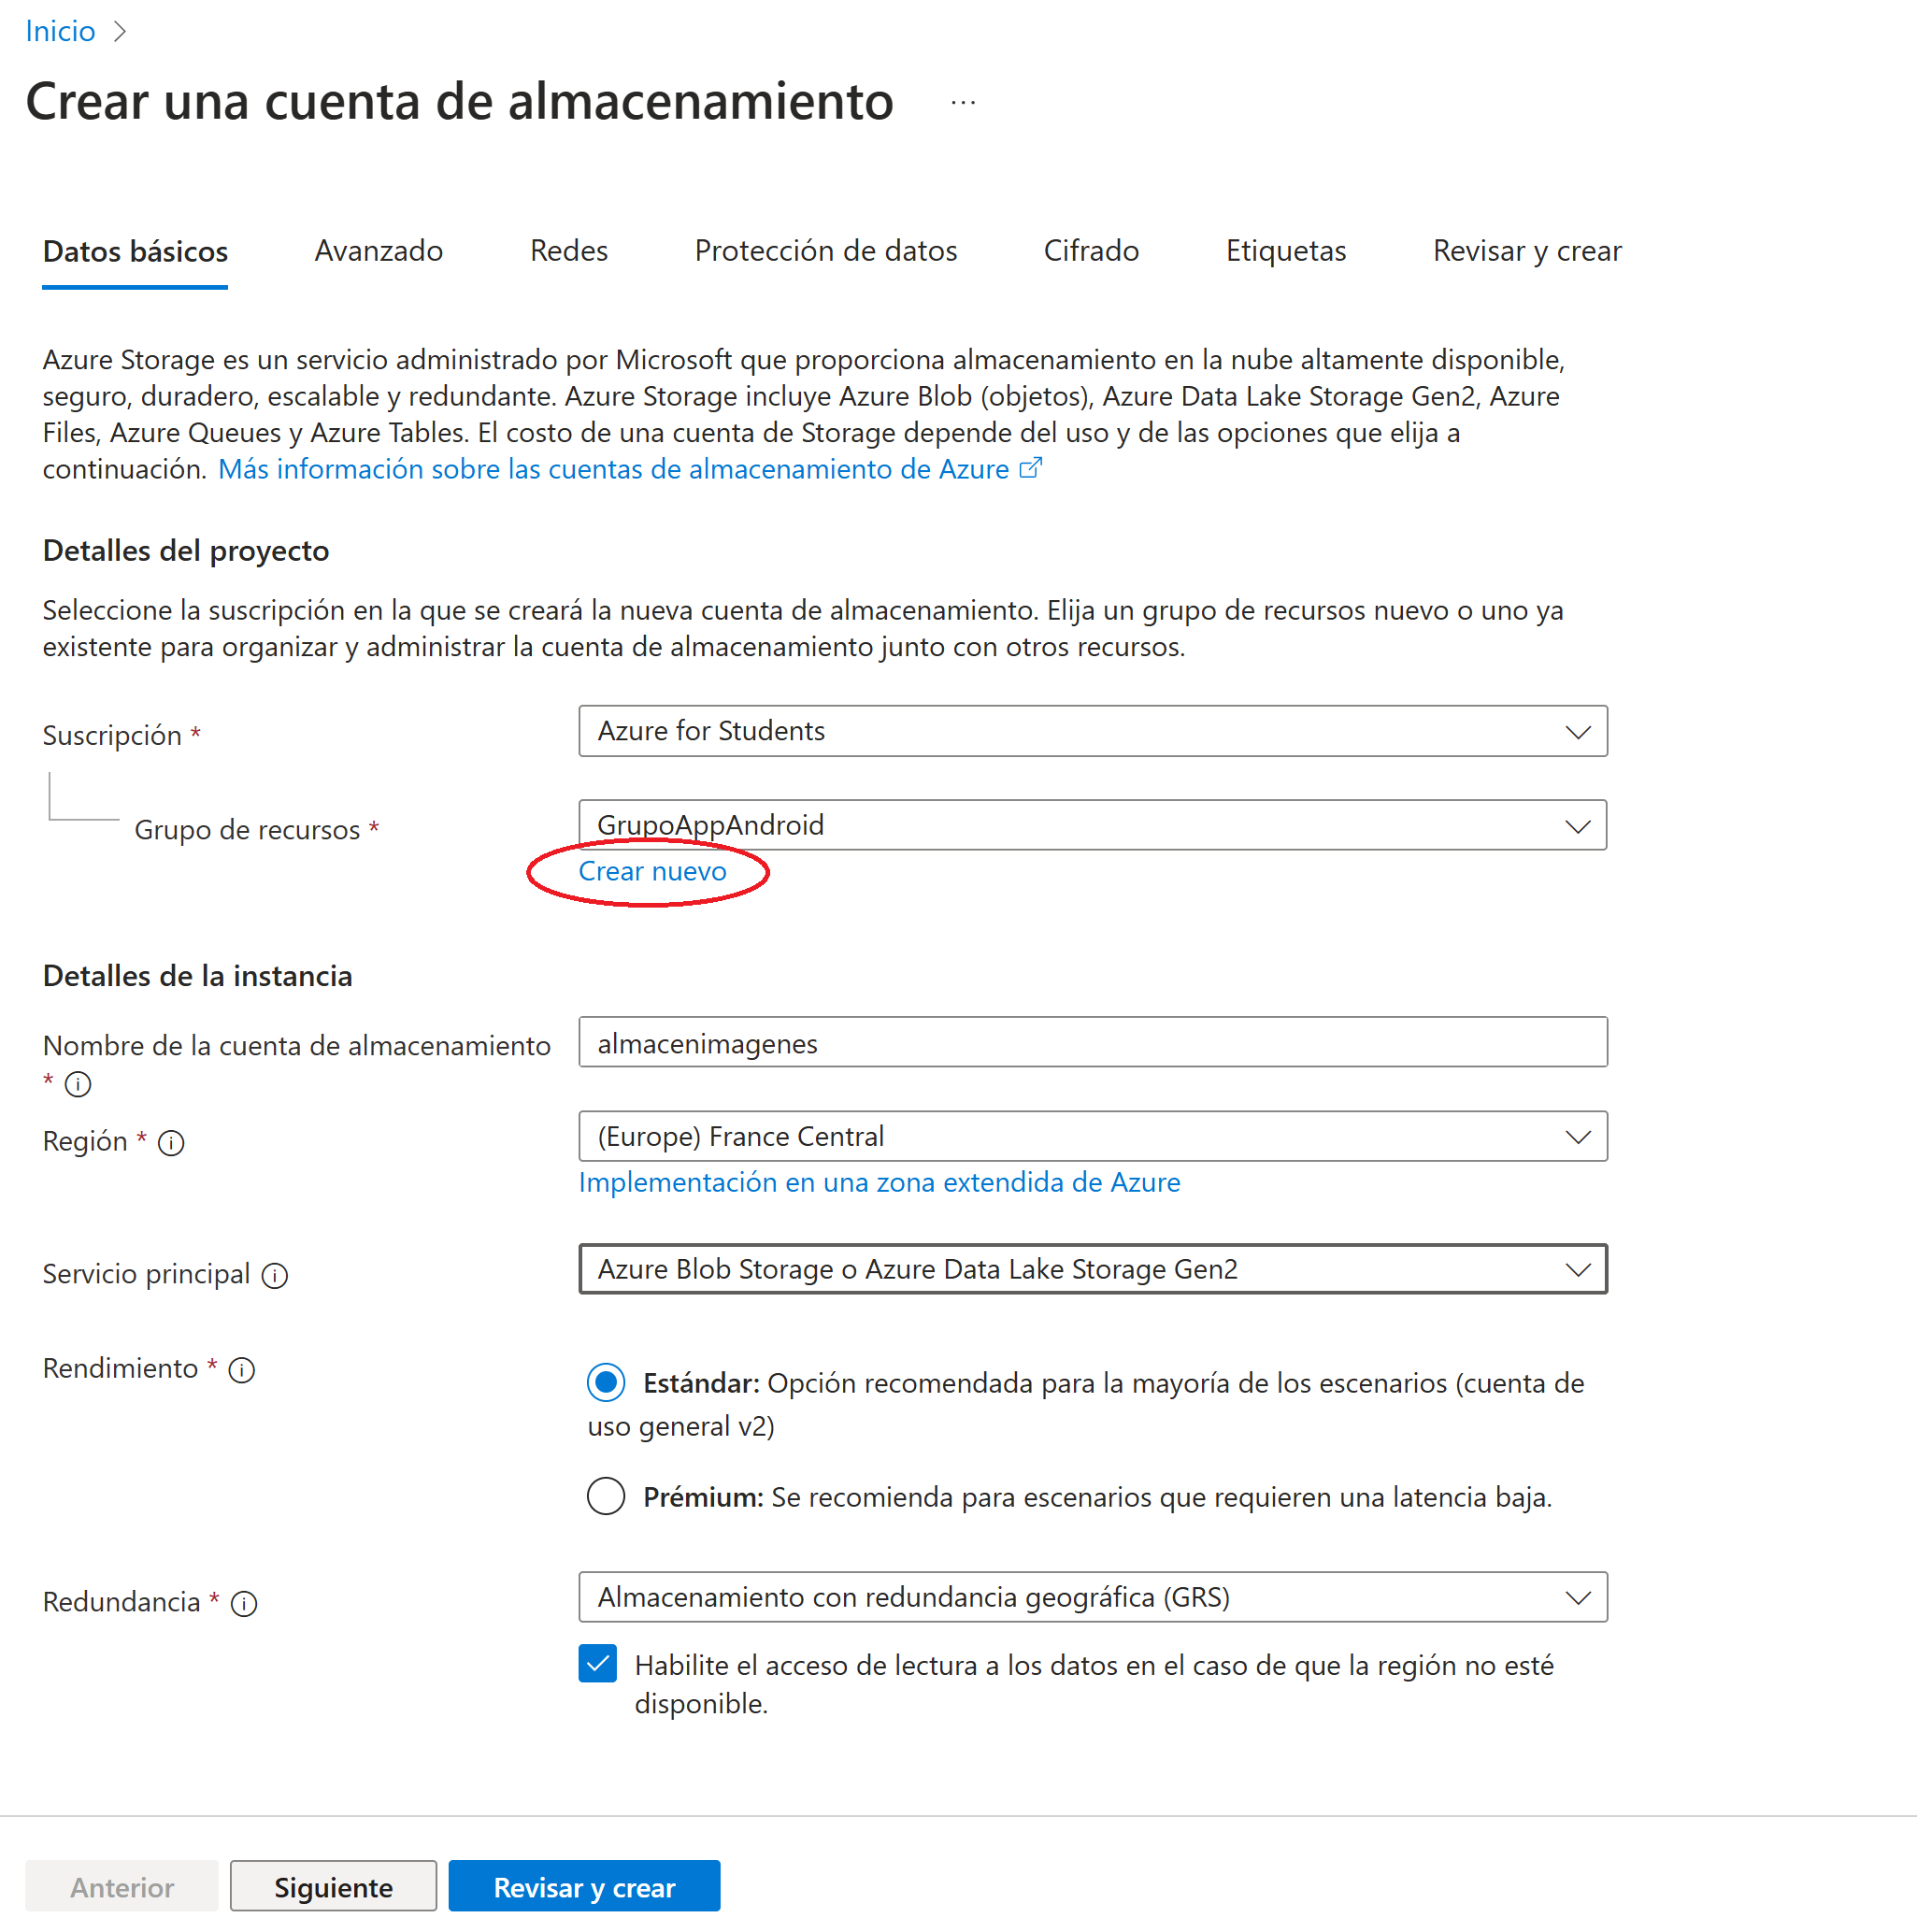 Inicio
Crear una cuenta de almacenamiento ...
Datos básicos Avanzado Redes Protección de datos Cifrado Etiquetas Revisar y crear
Azure Storage es un servicio administrado por Microsoft que proporciona almacenamiento en la nube altamente disponible,
seguro, duradero, escalable y redundante. Azure Storage incluye Azure Blob (objetos), Azure Data Lake Storage Gen2, Azure
Files, Azure Queues y Azure Tables. El costo de una cuenta de Storage depende del uso y de las opciones que elija a
continuación. Más información sobre las cuentas de almacenamiento de Azure
Detalles del proyecto
Seleccione la suscripción en la que se creará la nueva cuenta de almacenamiento. Elija un grupo de recursos nuevo o uno ya
existente para organizar y administrar la cuenta de almacenamiento junto con otros recursos.
Suscripción * Azure for Students
Grupo de recursos * GrupoAppAndroid
Crear nuevo
Detalles de la instancia
Nombre de la cuenta de almacenamiento almacenimagenes
*
Región * (Europe) France Central
Implementación en una zona extendida de Azure
Servicio principal Azure Blob Storage o Azure Data Lake Storage Gen2
Rendimiento * Estándar: Opción recomendada para la mayoría de los escenarios (cuenta de
uso general v2)
Prémium: Se recomienda para escenarios que requieren una latencia baja.
Redundancia * Almacenamiento con redundancia geográfica (GRS)
Habilite el acceso de lectura a los datos en el caso de que la región no esté
disponible.
Anterior Siguiente Revisar y crear